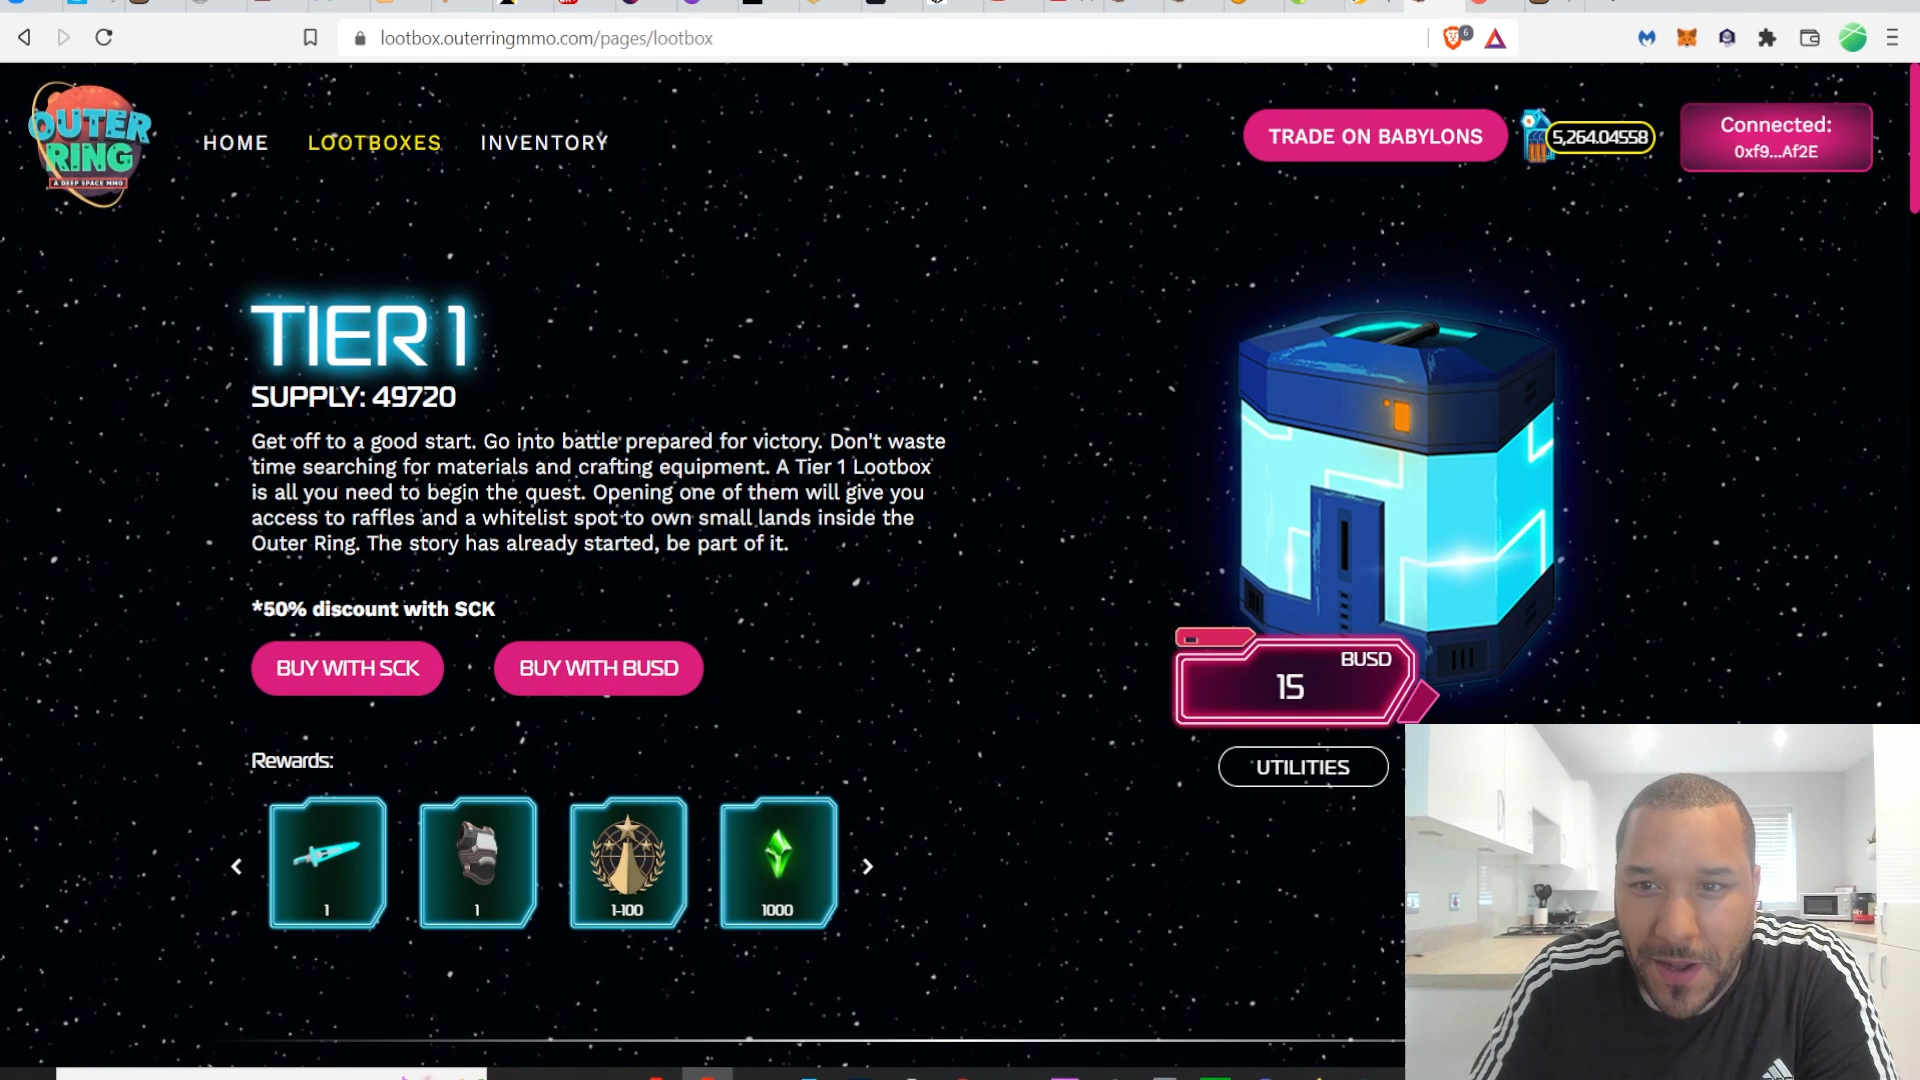 lootbox.outerringmmo.com/pages/lootbox
6
OUTER
RING
A DEEP SPACE MMO
HOME
LOOTBOXES
INVENTORY
TRADE ON BABYLONS
5,264.04558
Connected:
0xf9...Af2E
TIER 1
SUPPLY: 49720
Get off to a good start. Go into battle prepared for victory. Don't waste
time searching for materials and crafting equipment. A Tier 1 Lootbox
is all you need to begin the quest. Opening one of them will give you
access to raffles and a whitelist spot to own small lands inside the
Outer Ring. The story has already started, be part of it.
*50% discount with SCK
BUY WITH SCK
BUY WITH BUSD
BUSD
15
UTILITIES
Rewards:
1
1
1-100
1000